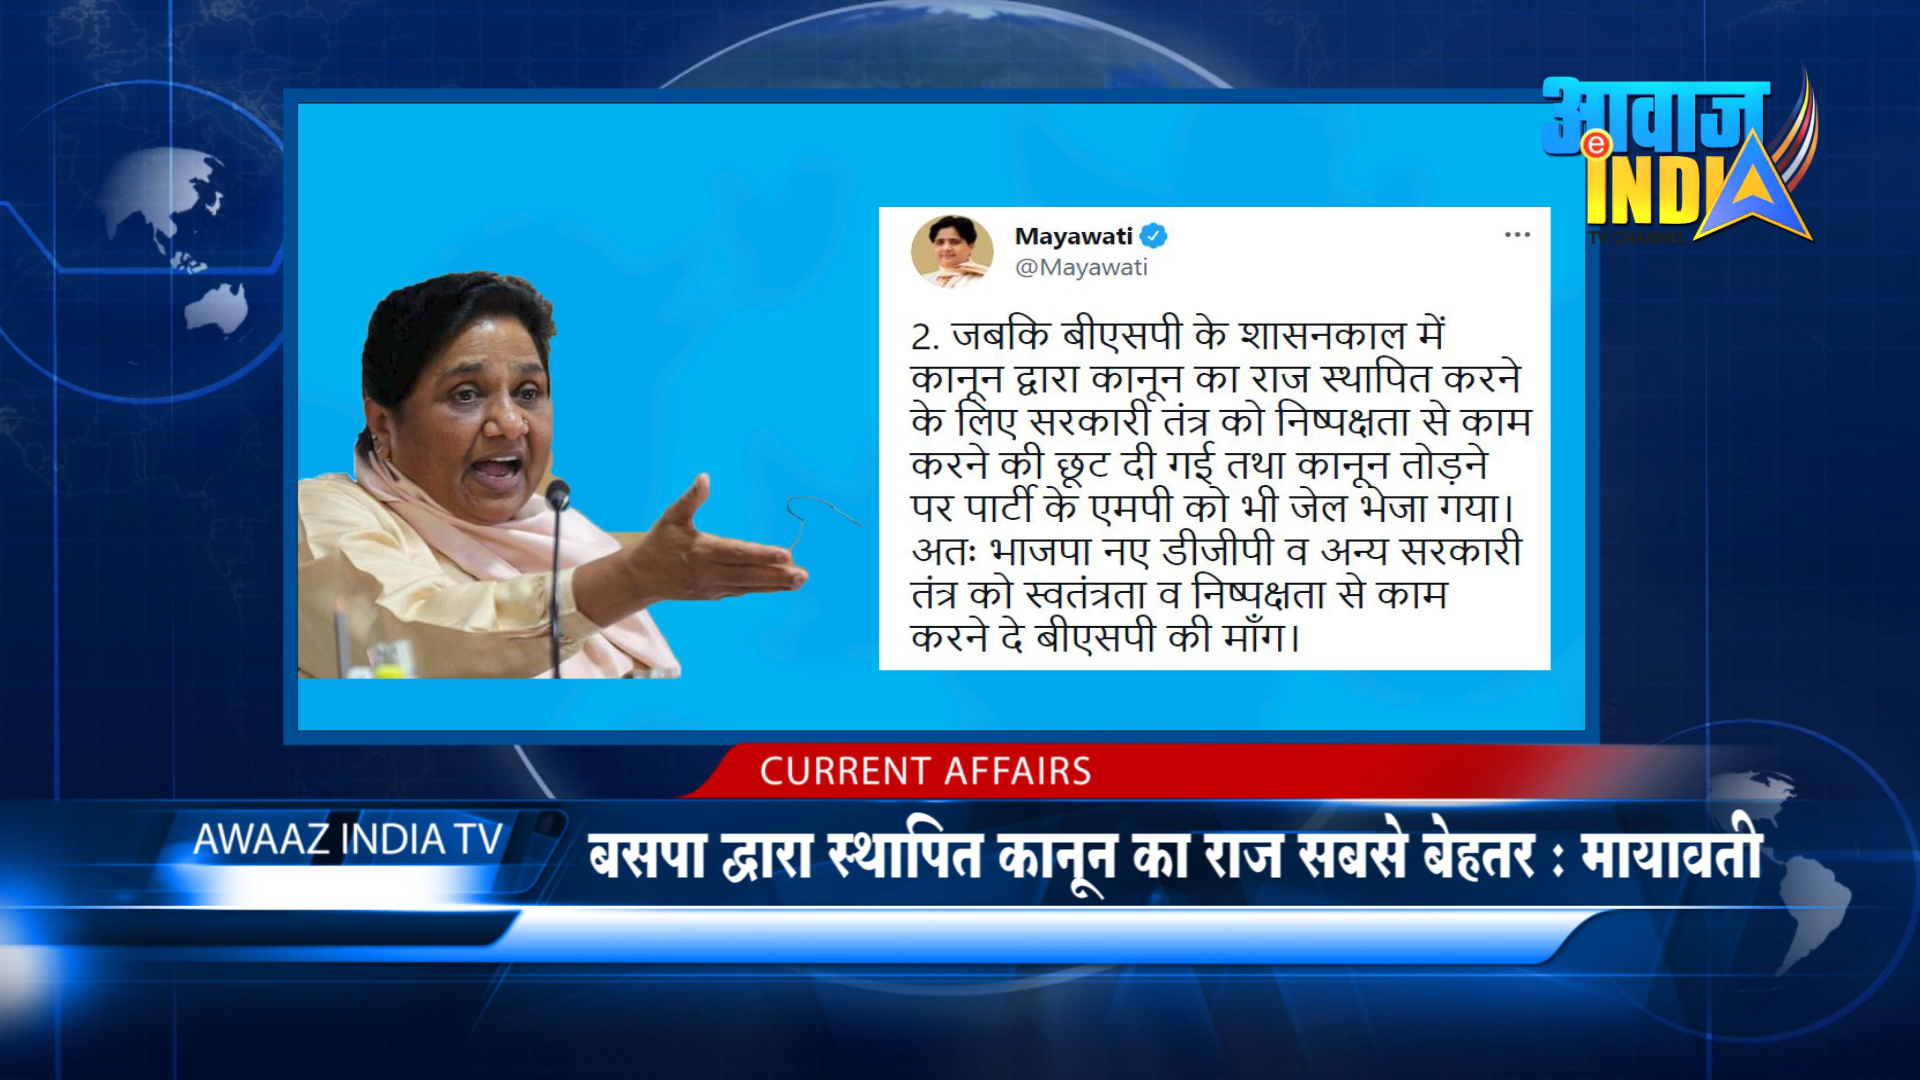 आवाज
e
INDIA
TV CHANNEL
Mayawati
@Mayawati
2. जबकि बीएसपी के शासनकाल में
कानून द्वारा कानून का राज स्थापित करने
के लिए सरकारी तंत्र को निष्पक्षता से काम
करने की छूट दी गई तथा कानून तोड़ने
पर पार्टी के एमपी को भी जेल भेजा गया।
अतः भाजपा नए डीजीपी व अन्य सरकारी
तंत्र को स्वतंत्रता व निष्पक्षता से काम
करने दे बीएसपी की माँग।
CURRENT AFFAIRS
AWAAZ INDIA TV
बसपा द्वारा स्थापित कानून का राज सबसे बेहतर : मायावती